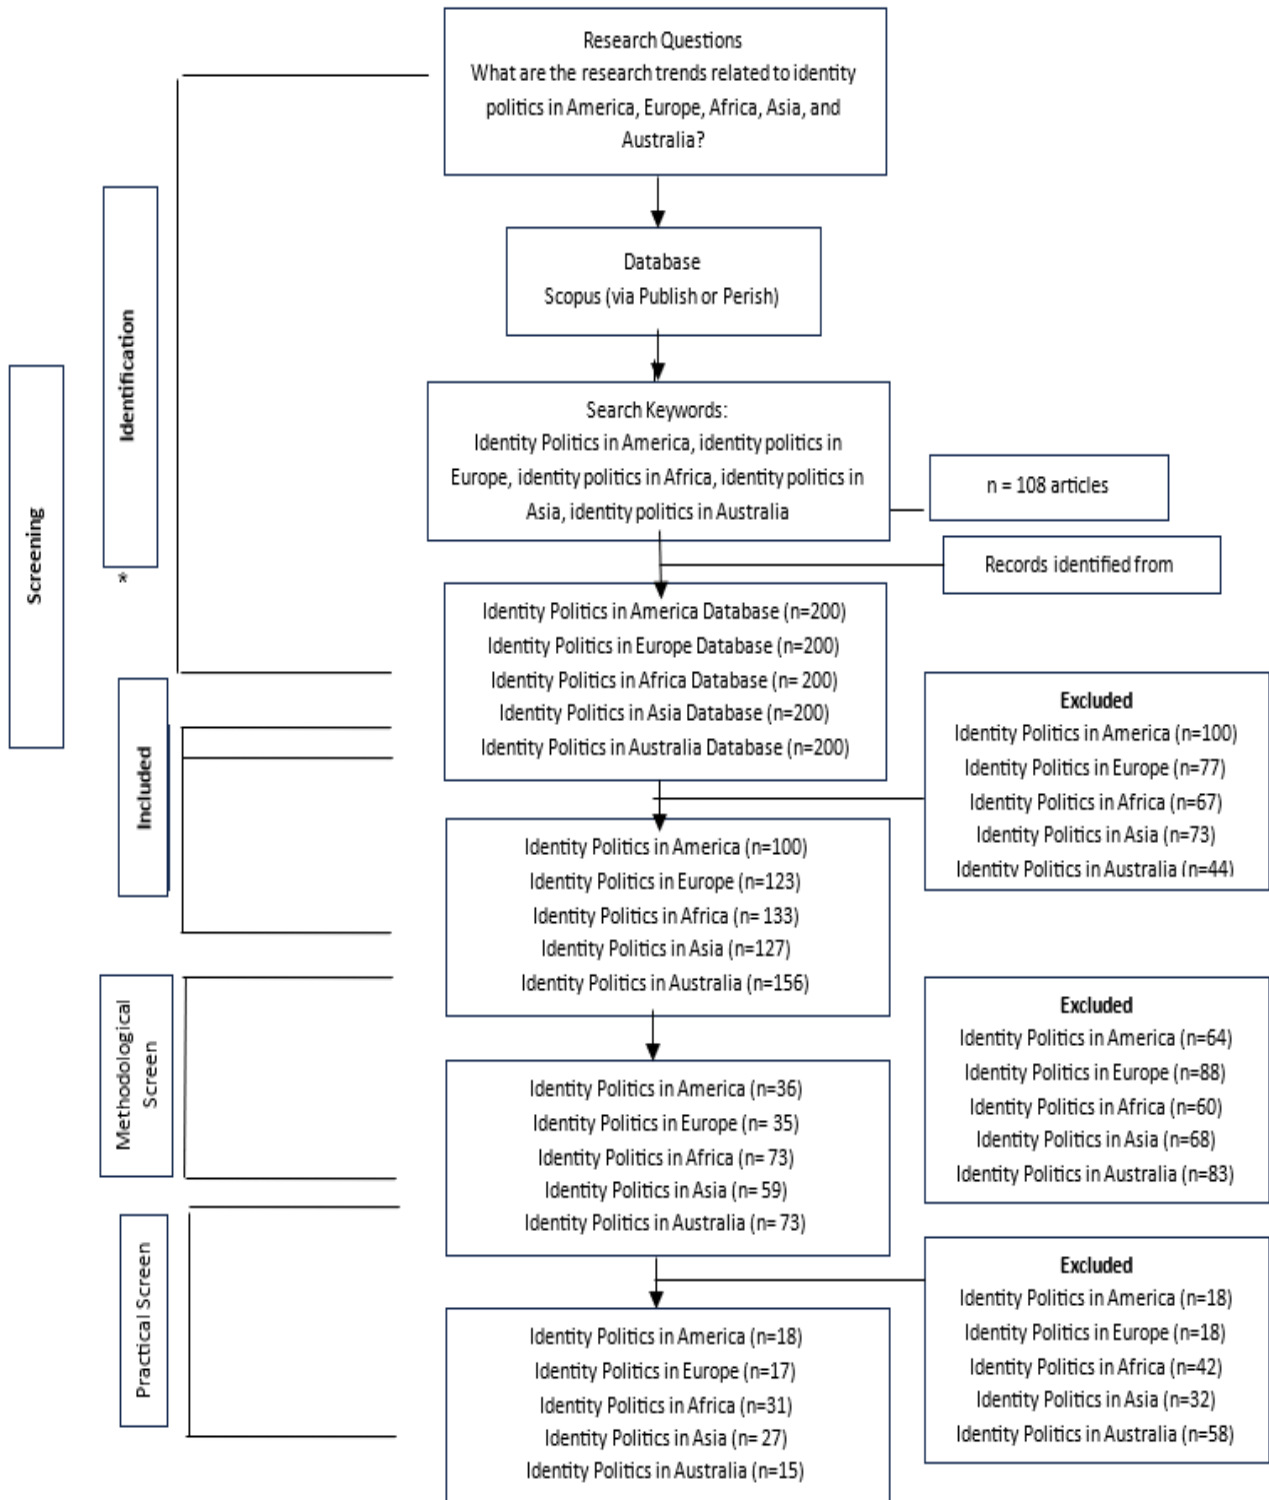 Research Questions
What are the research trends related to identity
politics in America, Europe, Africa, Asia, and
Australia?
Database
Scopus (via Publish or Perish)
Search Keywords:
Identity Politics in America, identity politics in
Europe, identity politics in Africa, identity politics in
Asia, identity politics in Australia
n = 108 articles
Records identified from
Identity Politics in America Database (n=200)
Identity Politics in Europe Database (n=200)
Identity Politics in Africa Database (n= 200)
Identity Politics in Asia Database (n=200)
Identity Politics in Australia Database (n=200)
Excluded
Identity Politics in America (n=100)
Identity Politics in Europe (n=77)
Identity Politics in Africa (n=67)
Identity Politics in Asia (n=73)
Identity Politics in Australia (n=44)
Identity Politics in America (n=100)
Identity Politics in Europe (n=123)
Identity Politics in Africa (n= 133)
Identity Politics in Asia (n=127)
Identity Politics in Australia (n=156)
Excluded
Identity Politics in America (n=64)
Identity Politics in Europe (n=88)
Identity Politics in Africa (n=60)
Identity Politics in Asia (n=68)
Identity Politics in Australia (n=83)
Identity Politics in America (n=36)
Identity Politics in Europe (n= 35)
Identity Politics in Africa (n= 73)
Identity Politics in Asia (n= 59)
Identity Politics in Australia (n= 73)
Excluded
Identity Politics in America (n=18)
Identity Politics in Europe (n=18)
Identity Politics in Africa (n=42)
Identity Politics in Asia (n=32)
Identity Politics in Australia (n=58)
Identity Politics in America (n=18)
Identity Politics in Europe (n=17)
Identity Politics in Africa (n=31)
Identity Politics in Asia (n= 27)
Identity Politics in Australia (n=15)
Screening
Identification
*
Included
Methodological
Screen
Practical Screen